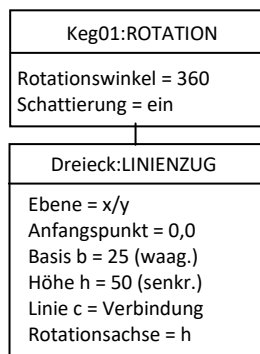 Keg01:ROTATION
Rotationswinkel = 360
Schattierung = ein
Dreieck:LINIENZUG
Ebene = x/y
Anfangspunkt = 0,0
Basis b = 25 (waag.)
Höhe h = 50 (senkr.)
Linie c = Verbindung
Rotationsachse = h